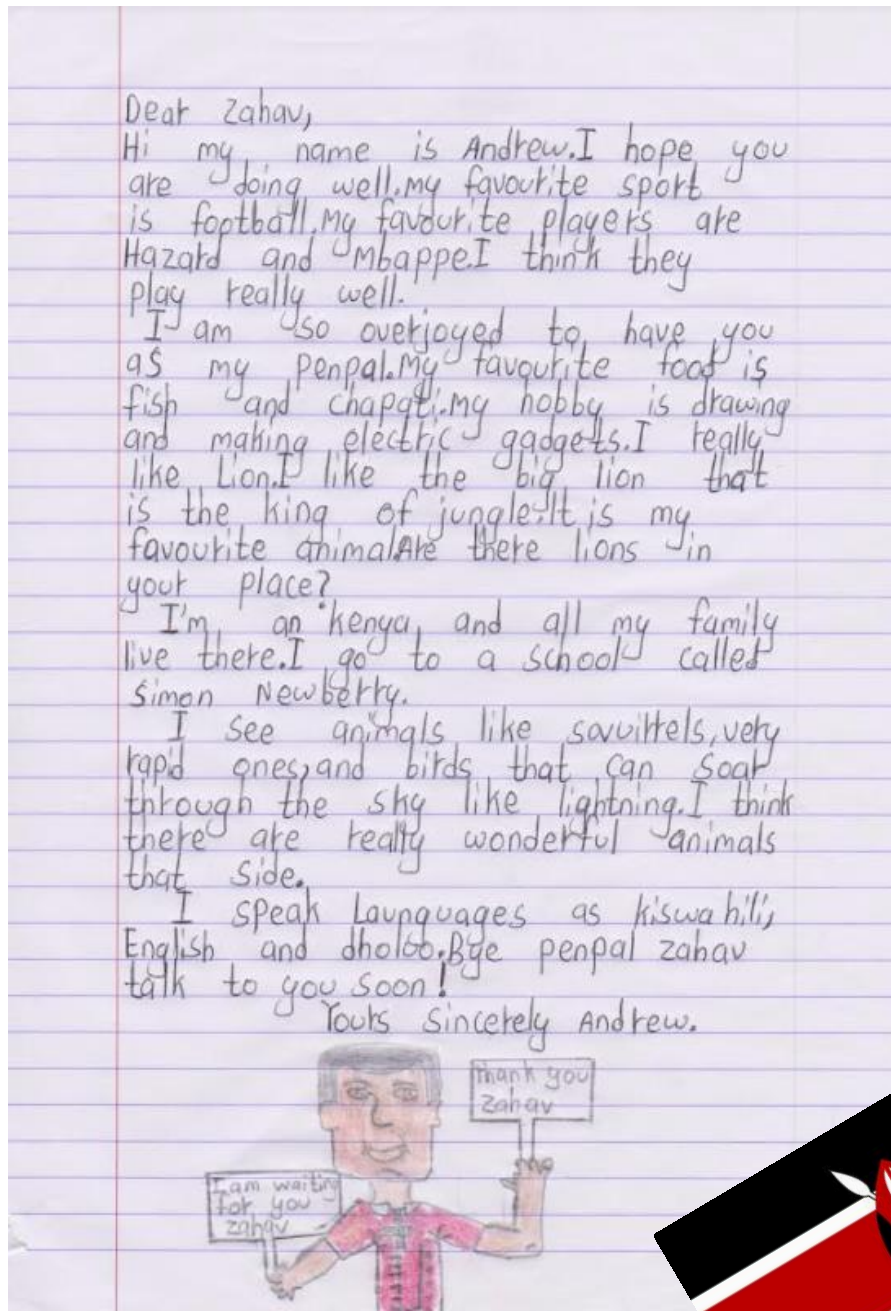 Dear Zahav,
Hi my name is Andrew.I hope you
are doing well.my favourite sport
is football.My favourite players are
Hazard and Mbappe.I think they
play really well.
I am so overjoyed to have you
as my penpal.My favourite food is
fish and chapati.My hobby is drawing
and making electric gadgets.I really
like Lion.I like the big lion that
is the king of jungle.It is my
favourite animal.Are there lions in
your place?
I'm an kenya, and all my family
live there.I go to a school called
Simon Newberry.
I see animals like squirrels,very
rapid ones,and birds that can soar
through the sky like lightning.I think
there are really wonderful animals
that side.
I speak Launguages as kiswahili,
English and dholoo.Bye penpal zahav
talk to you soon!
Yours Sincerely Andrew.
thank you
Zahav
I am waiting
for you
zahav